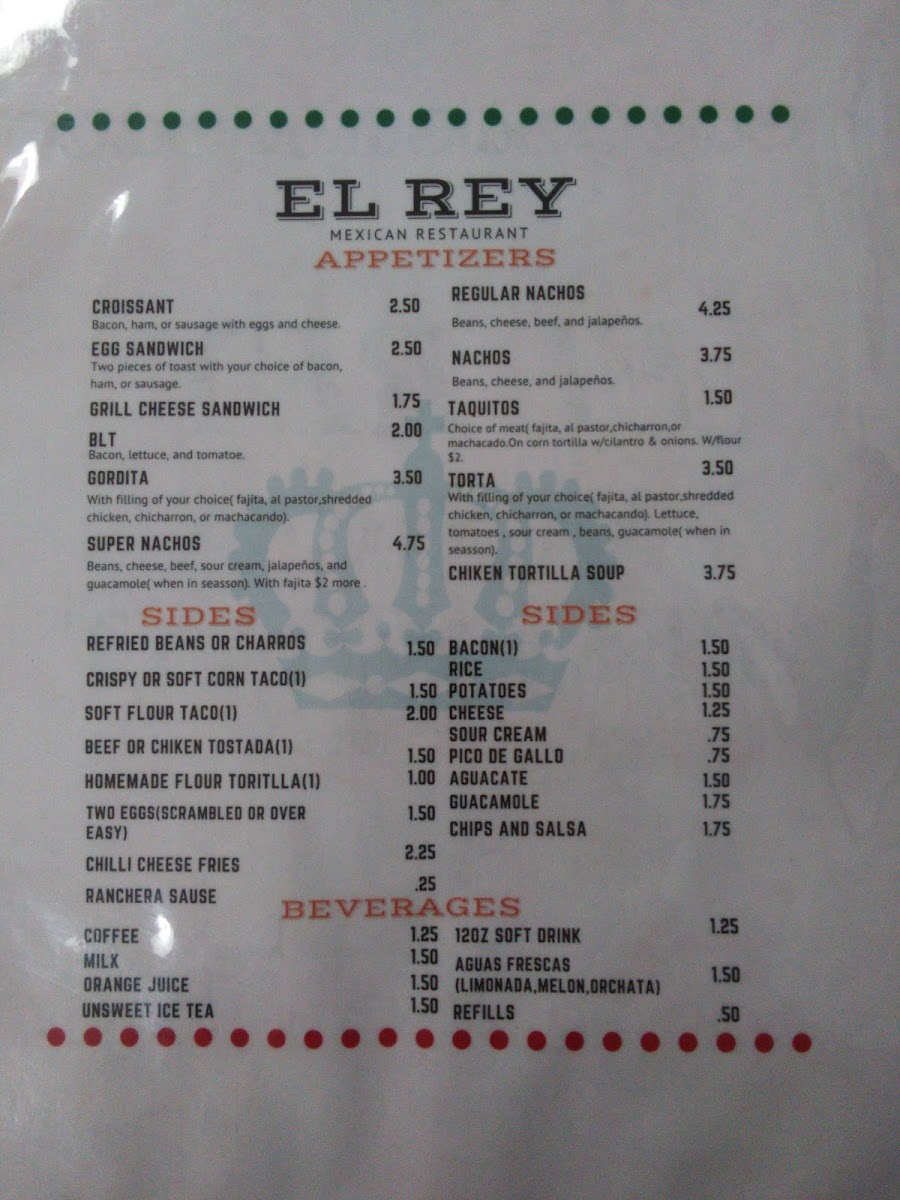 EL REY
MEXICAN RESTAURANT
APPETIZERS
CROISSANT 2.50
Bacon, ham, or sausage with eggs and cheese.
EGG SANDWICH 2.50
Two pieces of toast with your choice of bacon,
ham, or sausage.
GRILL CHEESE SANDWICH 1.75
BLT 2.00
Bacon, lettuce, and tomatoe.
GORDITA 3.50
With filling of your choice( fajita, al pastor,shredded
chicken, chicharron, or machacando).
SUPER NACHOS 4.75
Beans, cheese, beef, sour cream, jalapeños, and
guacamole( when in seasson). With fajita $2 more .
REGULAR NACHOS 4.25
Beans, cheese, beef, and jalapeños.
NACHOS 3.75
Beans, cheese, and jalapeños.
TAQUITOS 1.50
Choice of meat( fajita, al pastor,chicharron,or
machacado.On corn tortilla w/cilantro & onions. W/flour
$2.
TORTA 3.50
With filling of your choice( fajita, al pastor,shredded
chicken, chicharron, or machacando). Lettuce,
tomatoes , sour cream , beans, guacamole( when in
seasson).
CHIKEN TORTILLA SOUP 3.75
SIDES
REFRIED BEANS OR CHARROS 1.50
CRISPY OR SOFT CORN TACO(1) 1.50
SOFT FLOUR TACO(1) 2.00
BEEF OR CHIKEN TOSTADA(1) 1.50
HOMEMADE FLOUR TORITLLA(1) 1.00
TWO EGGS(SCRAMBLED OR OVER 1.50
EASY)
CHILLI CHEESE FRIES 2.25
RANCHERA SAUSE .25
SIDES
BACON(1) 1.50
RICE 1.50
POTATOES 1.50
CHEESE 1.25
SOUR CREAM .75
PICO DE GALLO .75
AGUACATE 1.50
GUACAMOLE 1.75
CHIPS AND SALSA 1.75
BEVERAGES
COFFEE 1.25
MILK 1.50
ORANGE JUICE 1.50
UNSWEET ICE TEA 1.50
12OZ SOFT DRINK 1.25
AGUAS FRESCAS
(LIMONADA,MELON,ORCHATA) 1.50
REFILLS .50